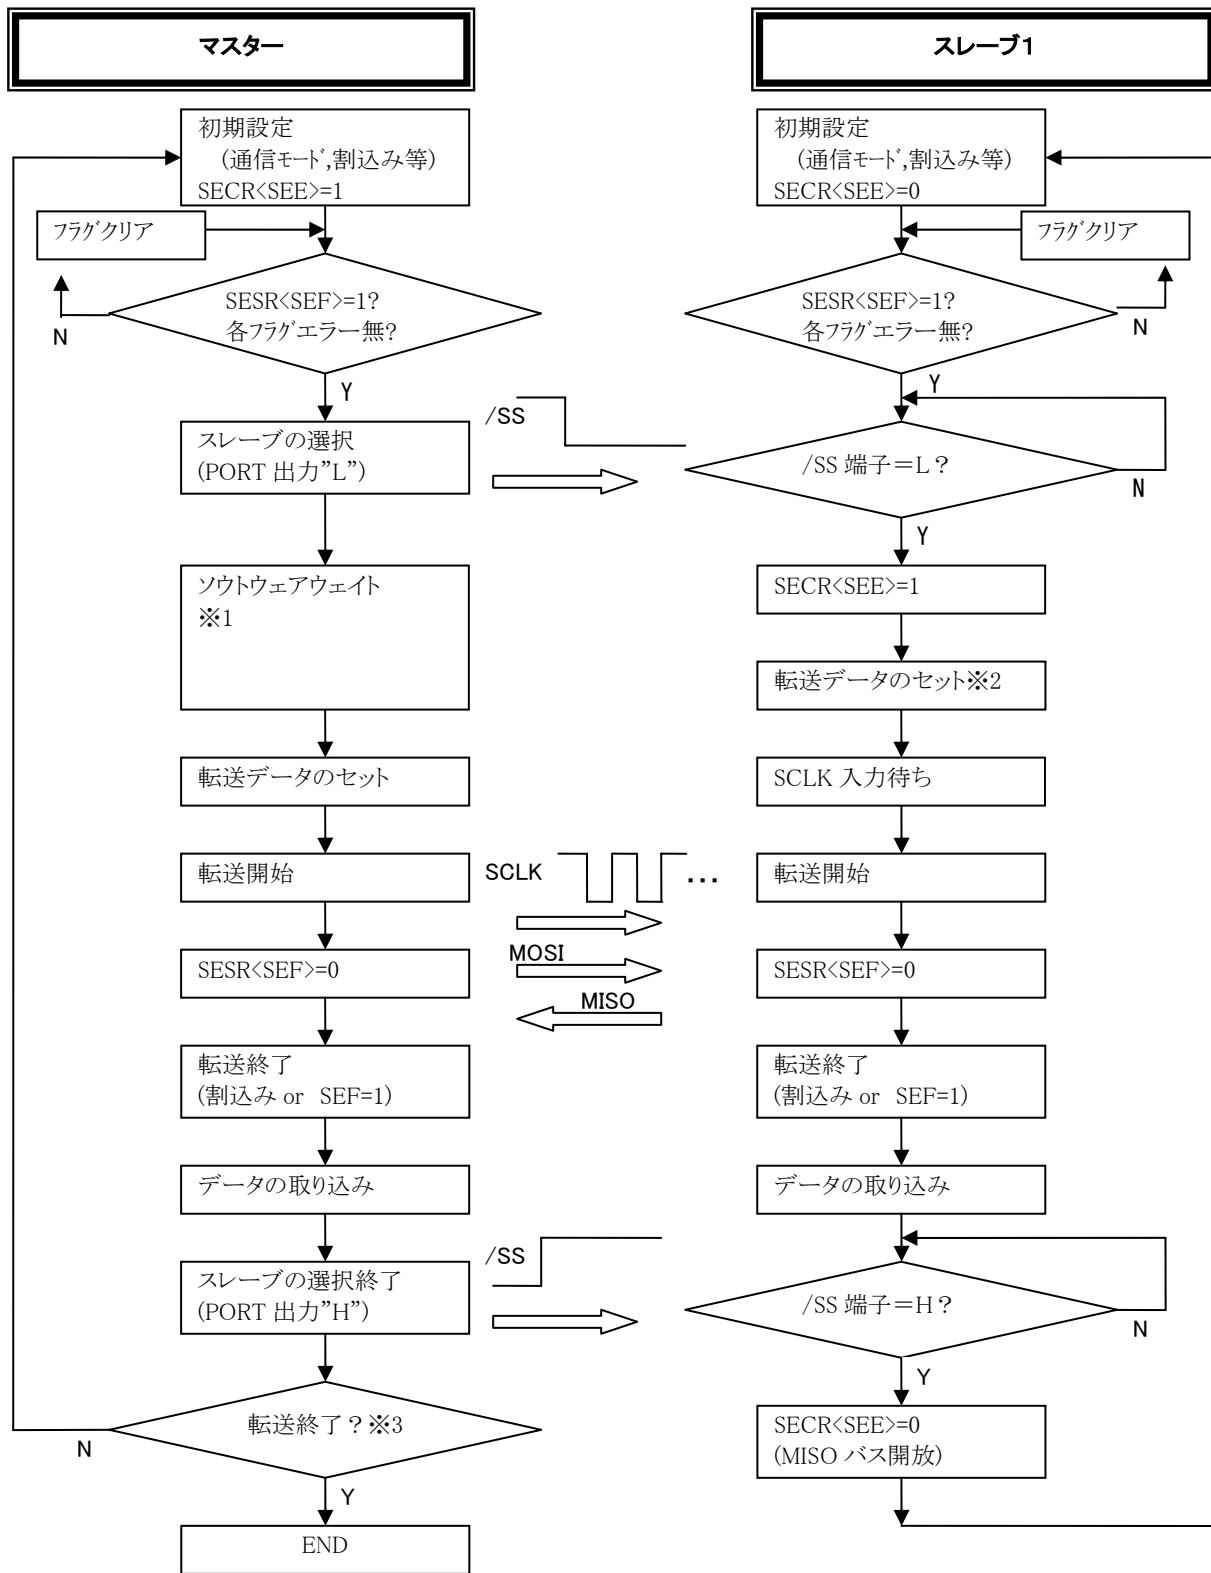 マスター
初期設定
(通信モード,割込み等)
SECR<SEE>=1
フラグクリア
SESR<SEF>=1?
各フラグエラー無?
N
Y
スレーブの選択
(PORT 出力”L”)
ソウトウェアウェイト
※1
転送データのセット
転送開始
SESR<SEF>=0
転送終了
(割込み or SEF=1)
データの取り込み
スレーブの選択終了
(PORT 出力”H”)
転送終了？※3
N
Y
END
/SS
SCLK
...
MOSI
MISO
/SS
スレーブ１
初期設定
(通信モード,割込み等)
SECR<SEE>=0
フラグクリア
SESR<SEF>=1?
各フラグエラー無?
N
Y
/SS 端子＝L？
N
Y
SECR<SEE>=1
転送データのセット※2
SCLK 入力待ち
転送開始
SESR<SEF>=0
転送終了
(割込み or SEF=1)
データの取り込み
/SS 端子＝H？
N
Y
SECR<SEE>=0
(MISO バス開放)